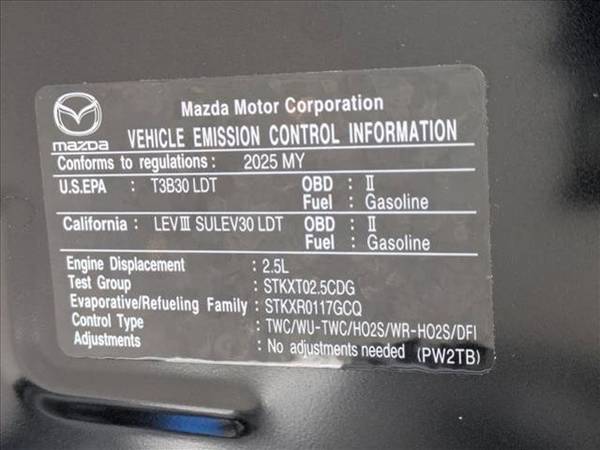 Mazda Motor Corporation
mazda VEHICLE EMISSION CONTROL INFORMATION
Conforms to regulations : 2025 MY
U.S.EPA : T3B30 LDT OBD : II
Fuel : Gasoline
California : LEVIII SULEV30 LDT OBD : II
Fuel : Gasoline
Engine Displacement : 2.5L
Test Group : STKXT02.5CDG
Evaporative/Refueling Family : STKXR0117GCQ
Control Type : TWC/WU-TWC/HO2S/WR-HO2S/DFI
Adjustments : No adjustments needed (PW2TB)